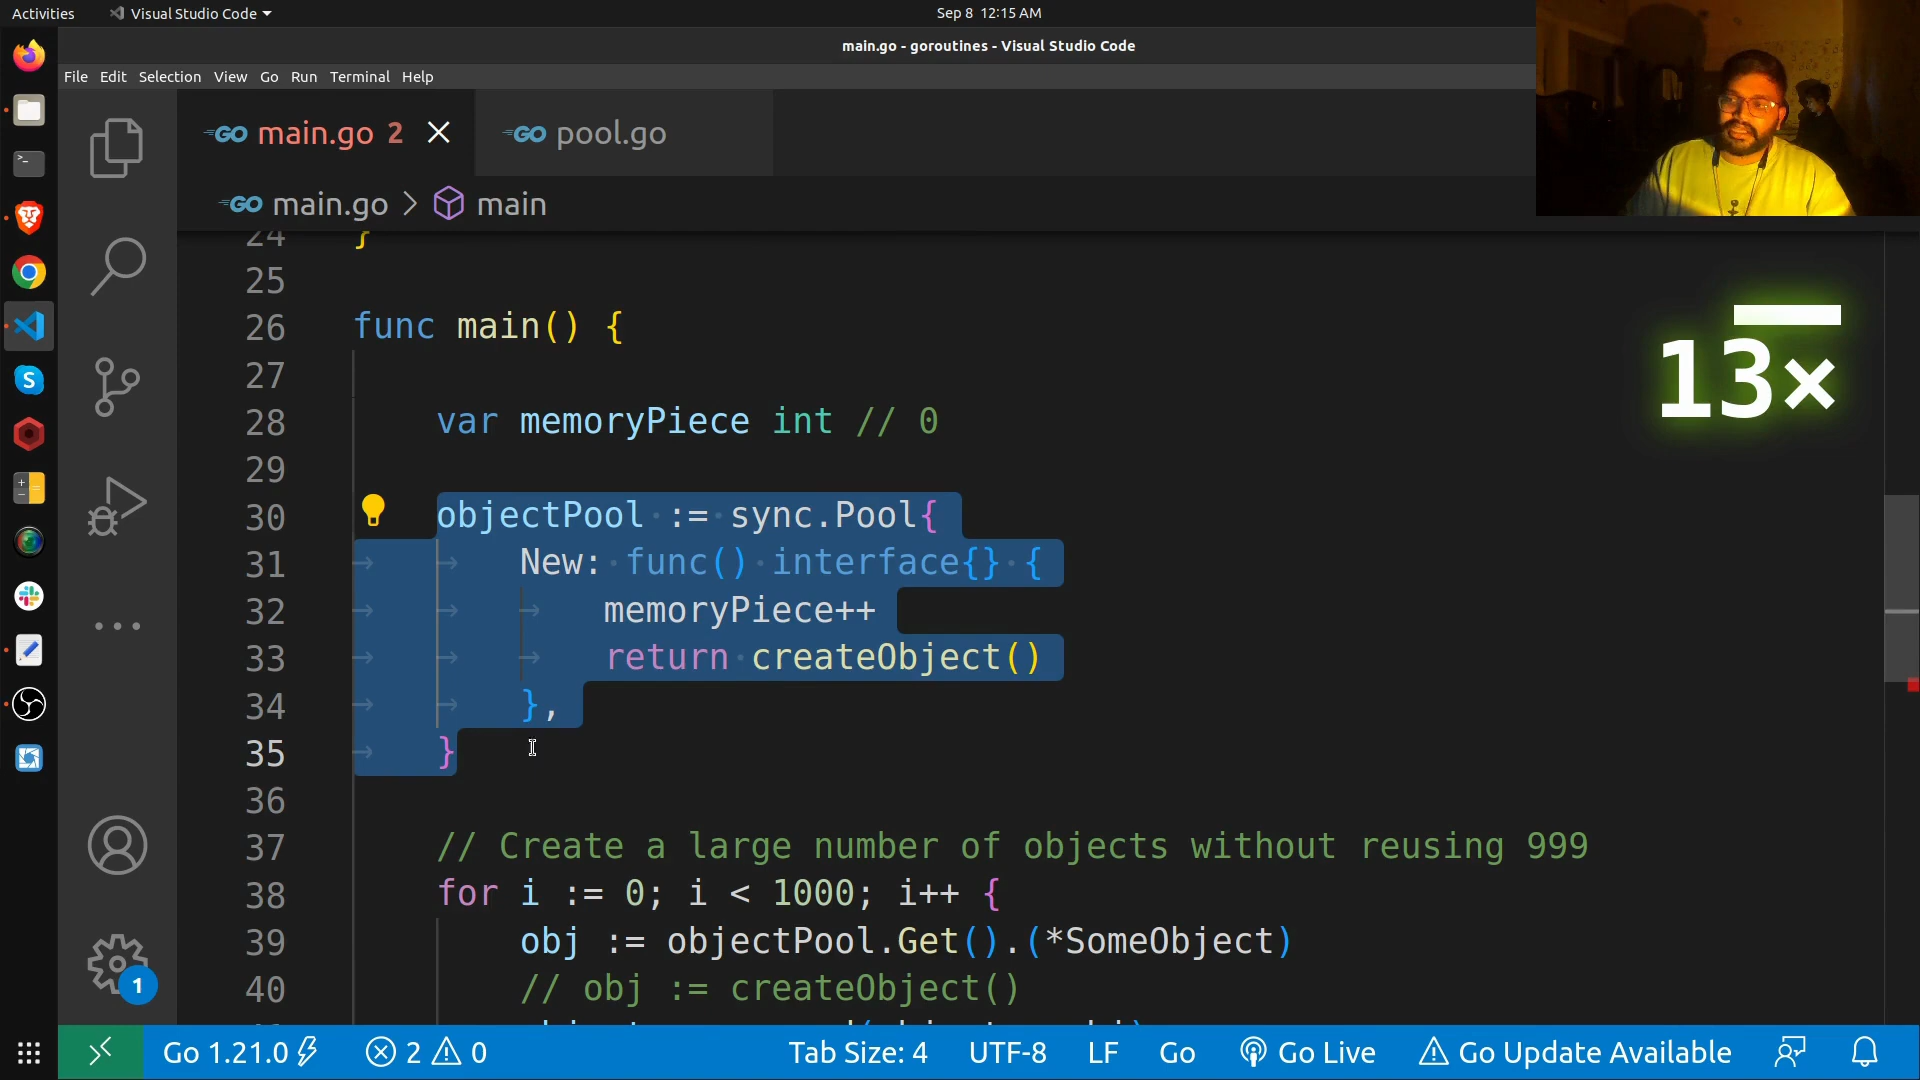 Activities
Visual Studio Code
Sep 8 12:15 AM
main.go - goroutines - Visual Studio Code
File Edit Selection View Go Run Terminal Help
GO main.go 2
GO pool.go
GO main.go > main
13×
24 }
25
26 func main() {
27
28 var memoryPiece int // 0
29
30 objectPool := sync.Pool{
31 New: func() interface{} {
32 memoryPiece++
33 return createObject()
34 },
35 }
36
37 // Create a large number of objects without reusing 999
38 for i := 0; i < 1000; i++ {
39 obj := objectPool.Get().(*SomeObject)
40 // obj := createObject()
1
Go 1.21.0 2 0 Tab Size: 4 UTF-8 LF Go Go Live Go Update Available